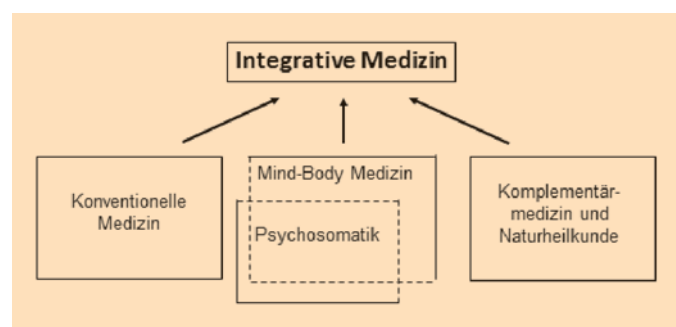 Integrative Medizin
Konventionelle
Medizin
Mind-Body Medizin
Psychosomatik
Komplementär-
medizin und
Naturheilkunde